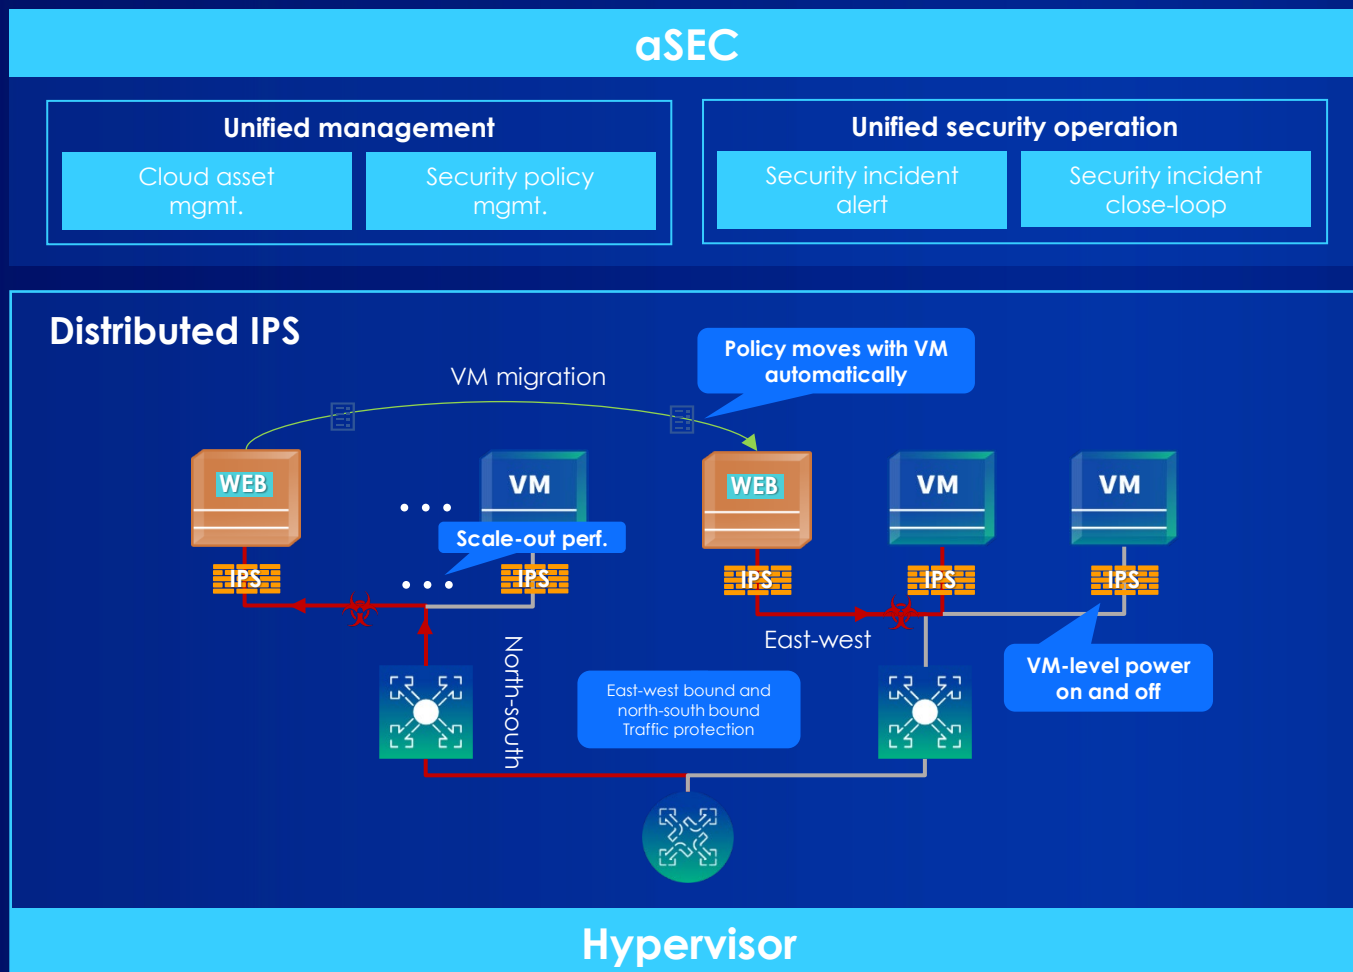 aSEC
Unified management
Cloud asset
mgmt.
Security policy
mgmt.
Unified security operation
Security incident
alert
Security incident
close-loop
Distributed IPS
VM migration
Policy moves with VM
automatically
WEB
VM
WEB
VM
VM
Scale-out perf.
IPS
IPS
IPS
IPS
IPS
North-south
East-west
East-west bound and
north-south bound
Traffic protection
VM-level power
on and off
Hypervisor